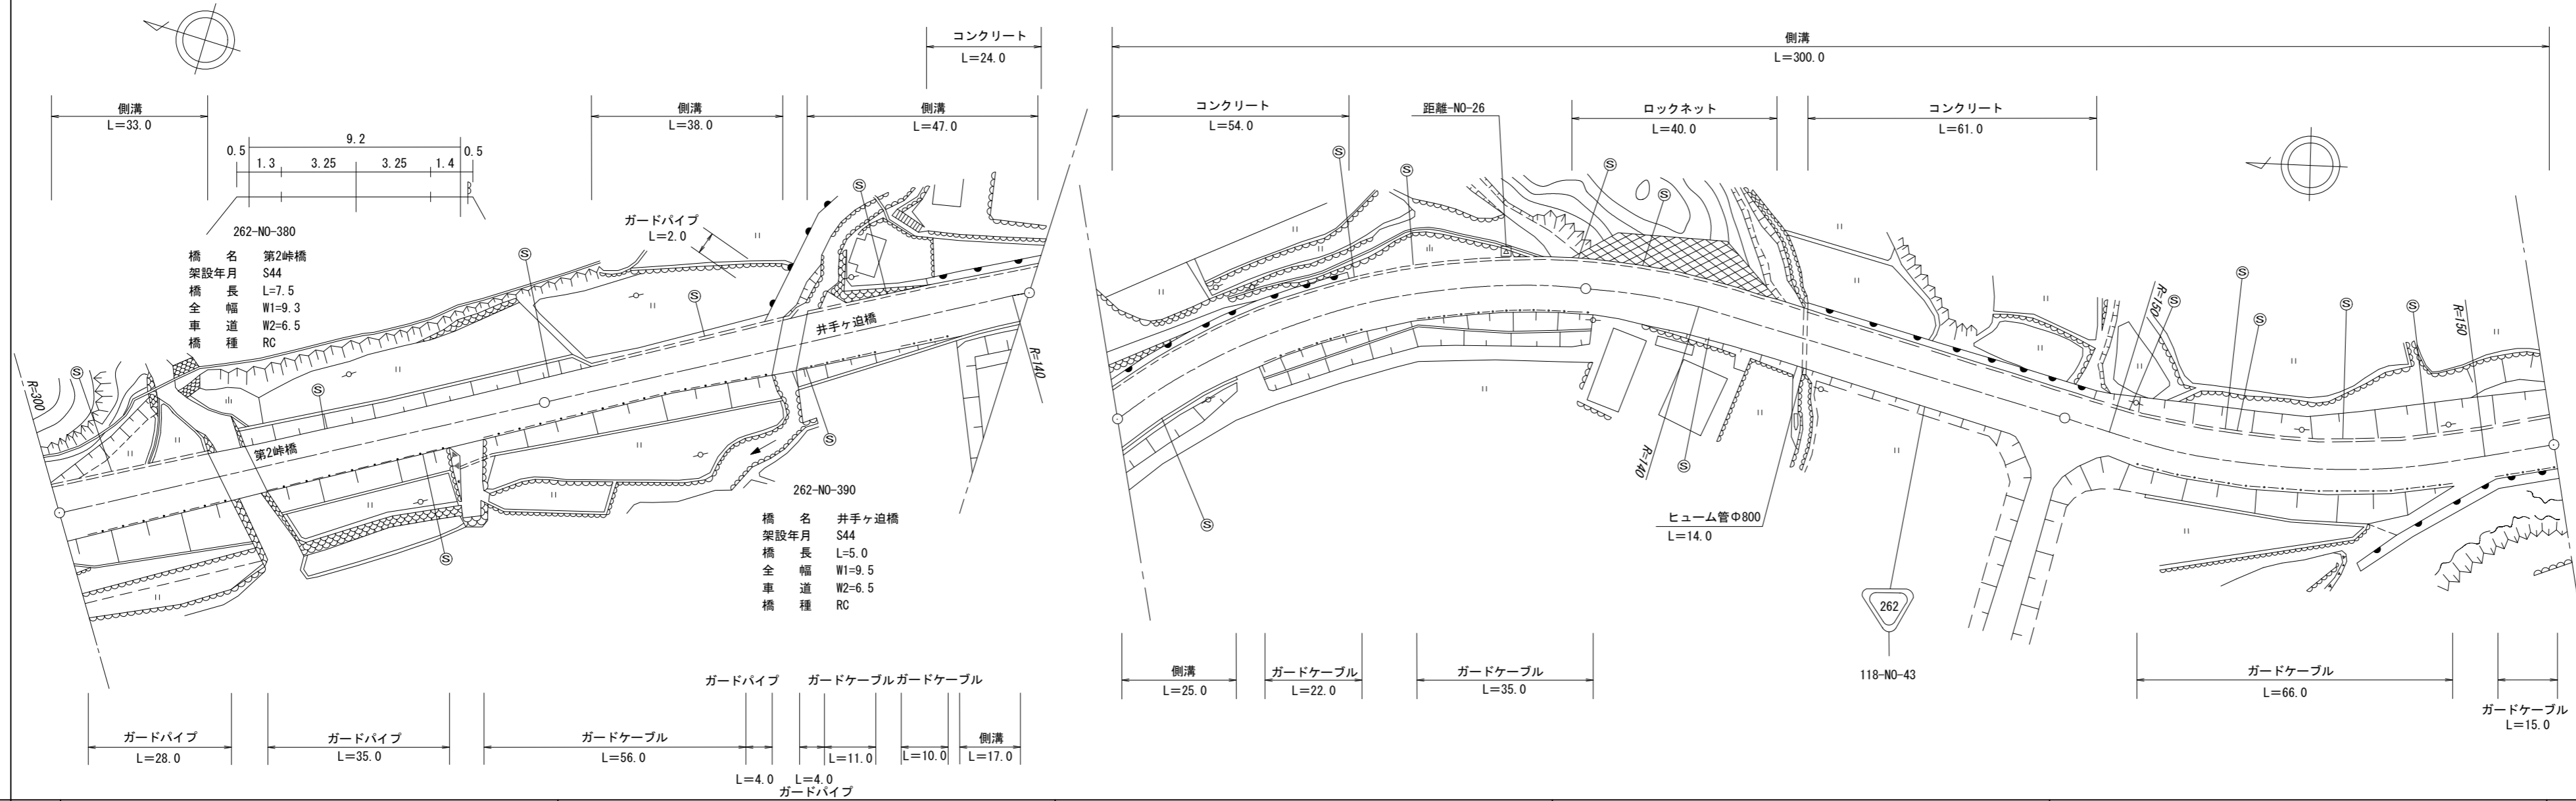 コンクリート
L=24.0
側溝
L=33.0
側溝
L=38.0
側溝
L=47.0
側溝
L=300.0
コンクリート
L=54.0
距離-NO-26
ロックネット
L=40.0
コンクリート
L=61.0
9.2
0.5
0.5
1.3
3.25
3.25
1.4
262-NO-380
橋 名 第2峠橋
架設年月 S44
橋 長 L=7.5
全 幅 W1=9.3
車 道 W2=6.5
橋 種 RC
ガードパイプ
L=2.0
R=300
第2峠橋
井手ヶ迫橋
R=140
Ⓢ
Ⓢ
Ⓢ
Ⓢ
Ⓢ
Ⓢ
Ⓢ
262-NO-390
橋 名 井手ヶ迫橋
架設年月 S44
橋 長 L=5.0
全 幅 W1=9.5
車 道 W2=6.5
橋 種 RC
ガードパイプ
L=28.0
ガードパイプ
L=35.0
ガードケーブル
L=56.0
ガードパイプ
L=4.0
L=4.0
ガードパイプ
ガードケーブル
L=11.0
ガードケーブル
L=10.0
側溝
L=17.0
Ⓢ
Ⓢ
Ⓢ
Ⓢ
Ⓢ
Ⓢ
Ⓢ
Ⓢ
Ⓢ
Ⓢ
Ⓢ
R=140
R=150
R=150
ヒューム管Φ800
L=14.0
262
118-NO-43
側溝
L=25.0
ガードケーブル
L=22.0
ガードケーブル
L=35.0
ガードケーブル
L=66.0
ガードケーブル
L=15.0